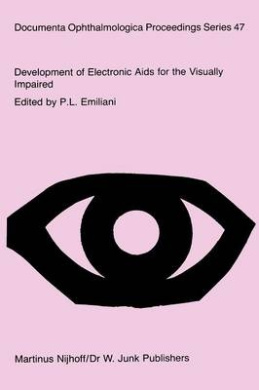 Documenta Ophthalmologica Proceedings Series 47
Development of Electronic Aids for the Visually
Impaired
Edited by P.L. Emiliani
Martinus Nijhoff/Dr W. Junk Publishers